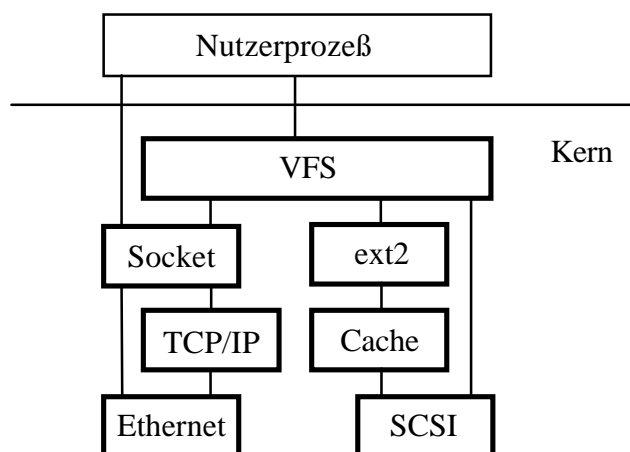 Nutzerprozeß
VFS
Kern
Socket
ext2
TCP/IP
Cache
Ethernet
SCSI